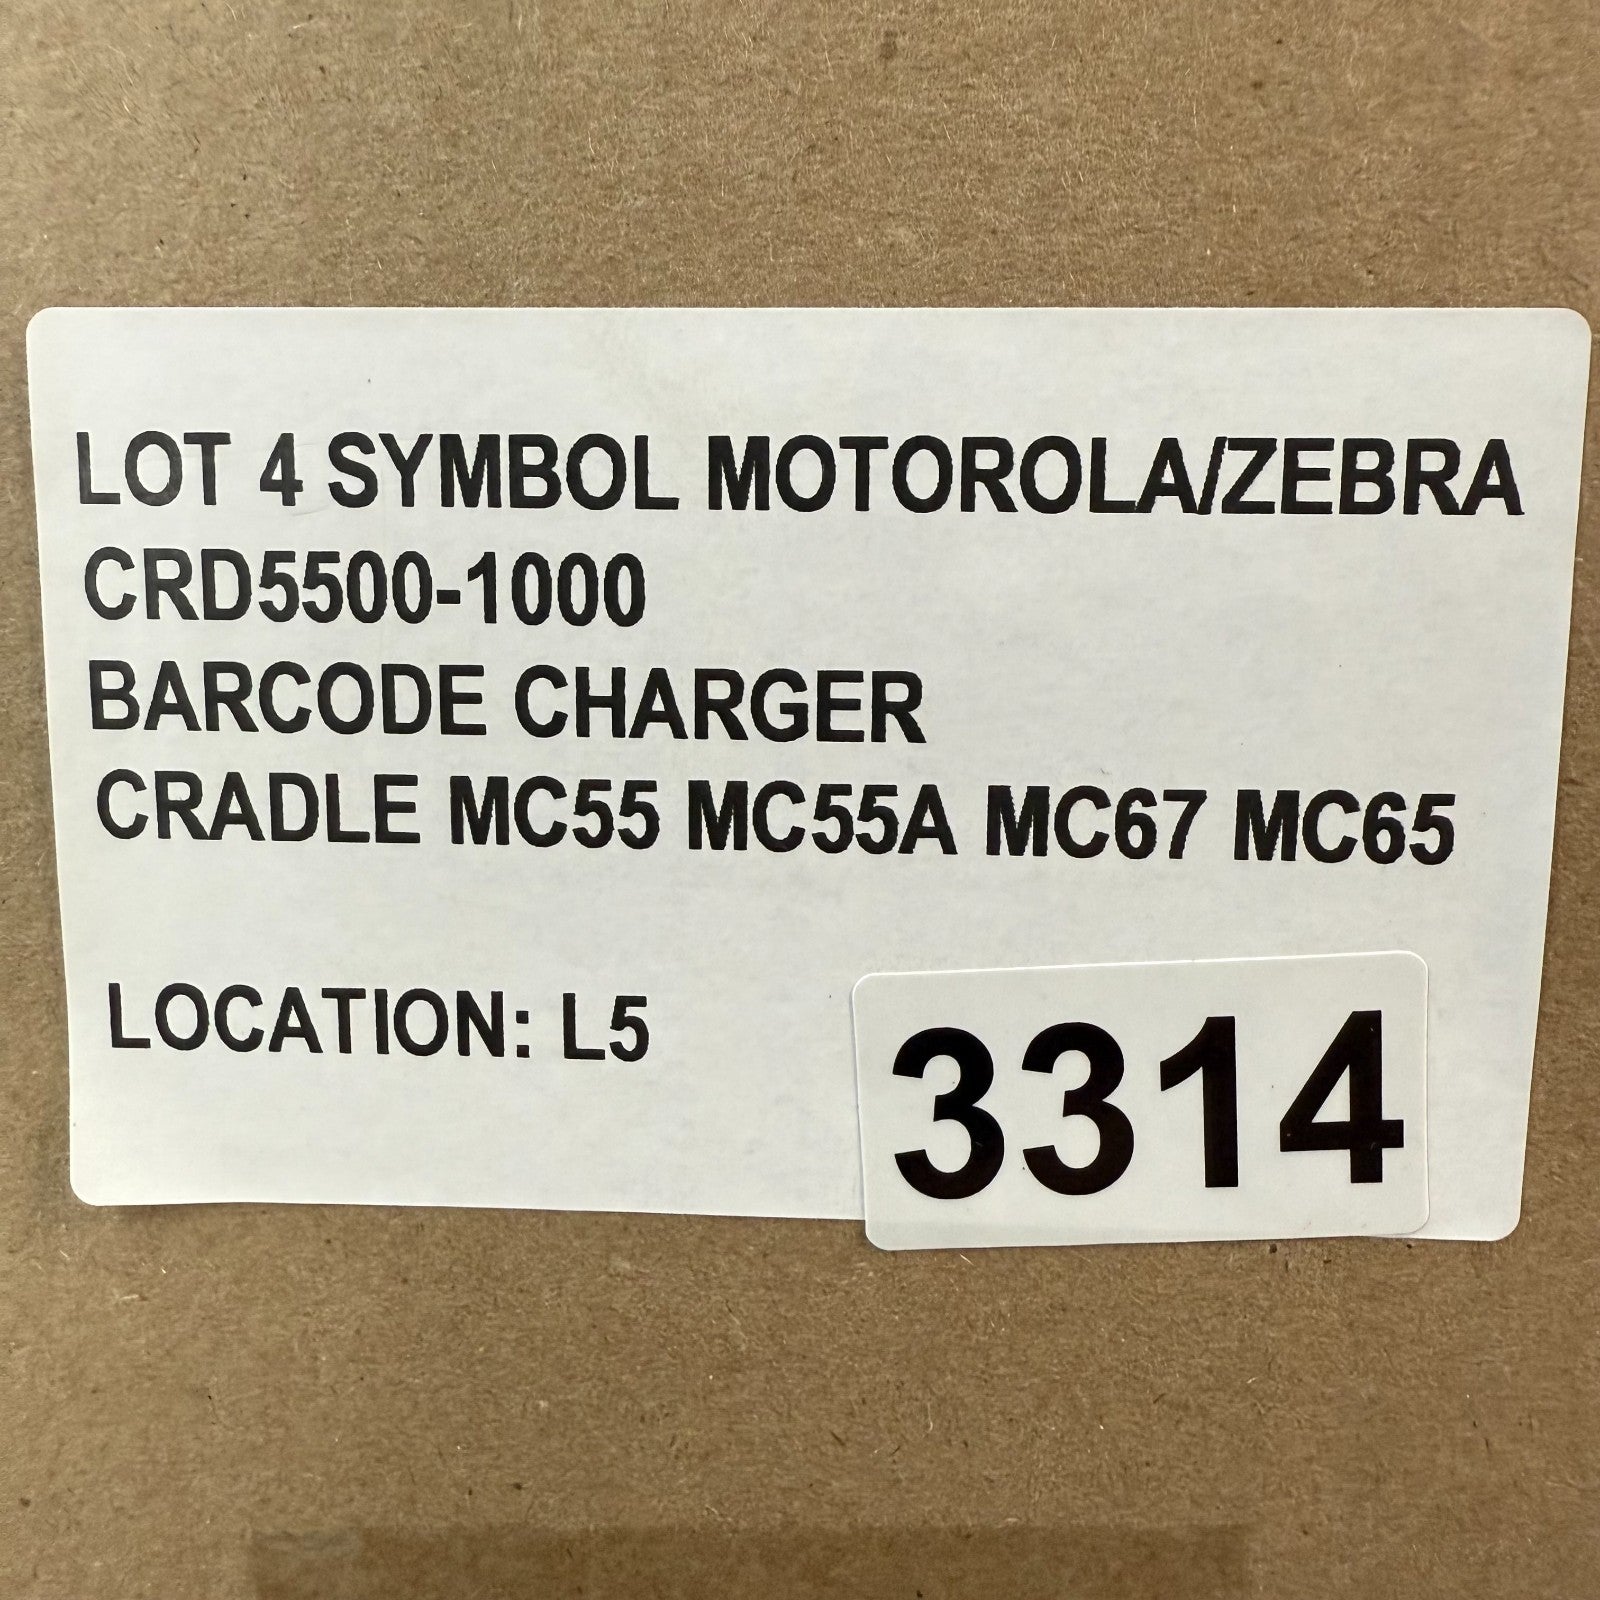 LOT 4 SYMBOL MOTOROLA/ZEBRA
CRD5500-1000
BARCODE CHARGER
CRADLE MC55 MC55A MC67 MC65
LOCATION: L5
3314